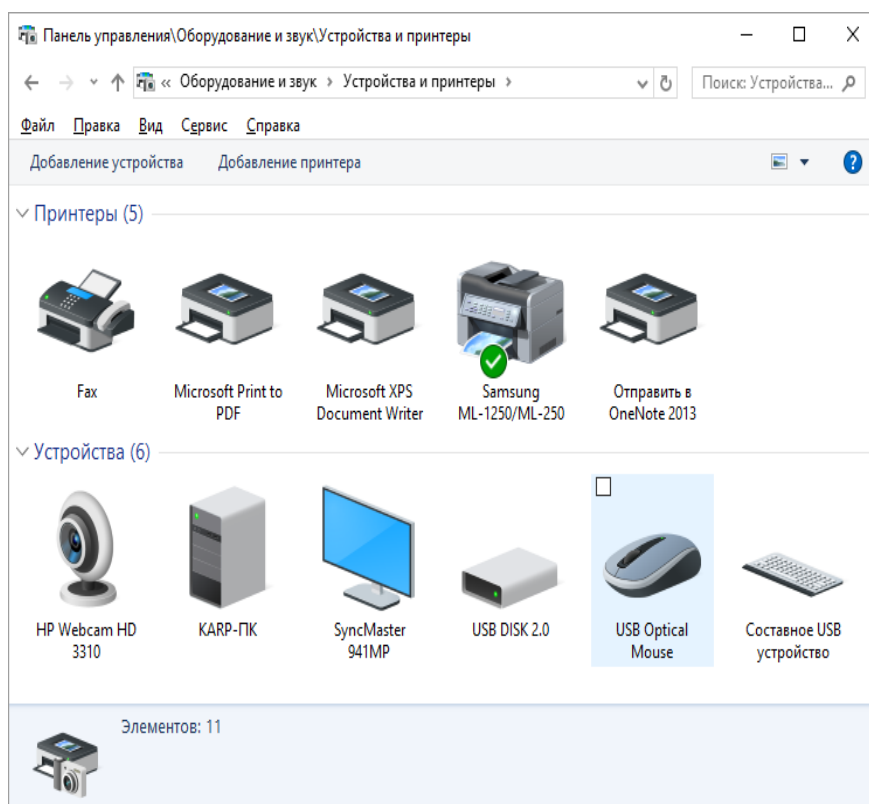 Панель управления\Оборудование и звук\Устройства и принтеры
« Оборудование и звук › Устройства и принтеры ›
Поиск: Устройства...
Файл Правка Вид Сервис Справка
Добавление устройства Добавление принтера
?
Принтеры (5)
Fax
Microsoft Print to
PDF
Microsoft XPS
Document Writer
Samsung
ML-1250/ML-250
Отправить в
OneNote 2013
Устройства (6)
HP Webcam HD
3310
KARP-ПК
SyncMaster
941MP
USB DISK 2.0
USB Optical
Mouse
Составное USB
устройство
Элементов: 11